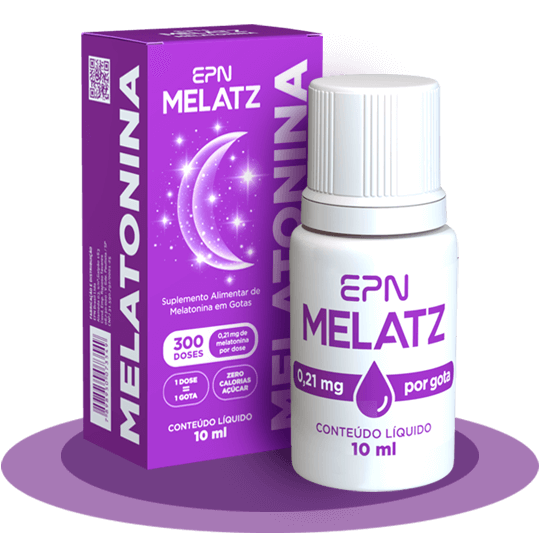 MELATONINA
EPN
MELATZ
Suplemento Alimentar de
Melatonina em Gotas
300
DOSES
0,21 mg de
melatonina
por dose
1 DOSE
=
1 GOTA
ZERO
CALORIAS
AÇÚCAR
CONTEÚDO LÍQUIDO
10 ml
MELATONINA
EPN
MELATZ
0,21 mg
por gota
CONTEÚDO LÍQUIDO
10 ml